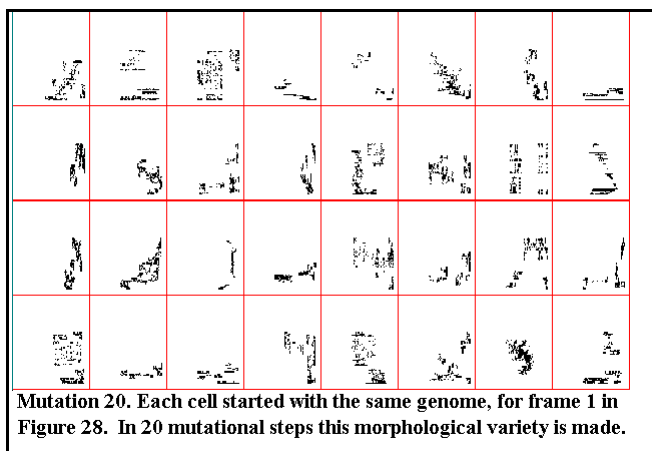 Mutation 20. Each cell started with the same genome, for frame 1 in
Figure 28.  In 20 mutational steps this morphological variety is made.